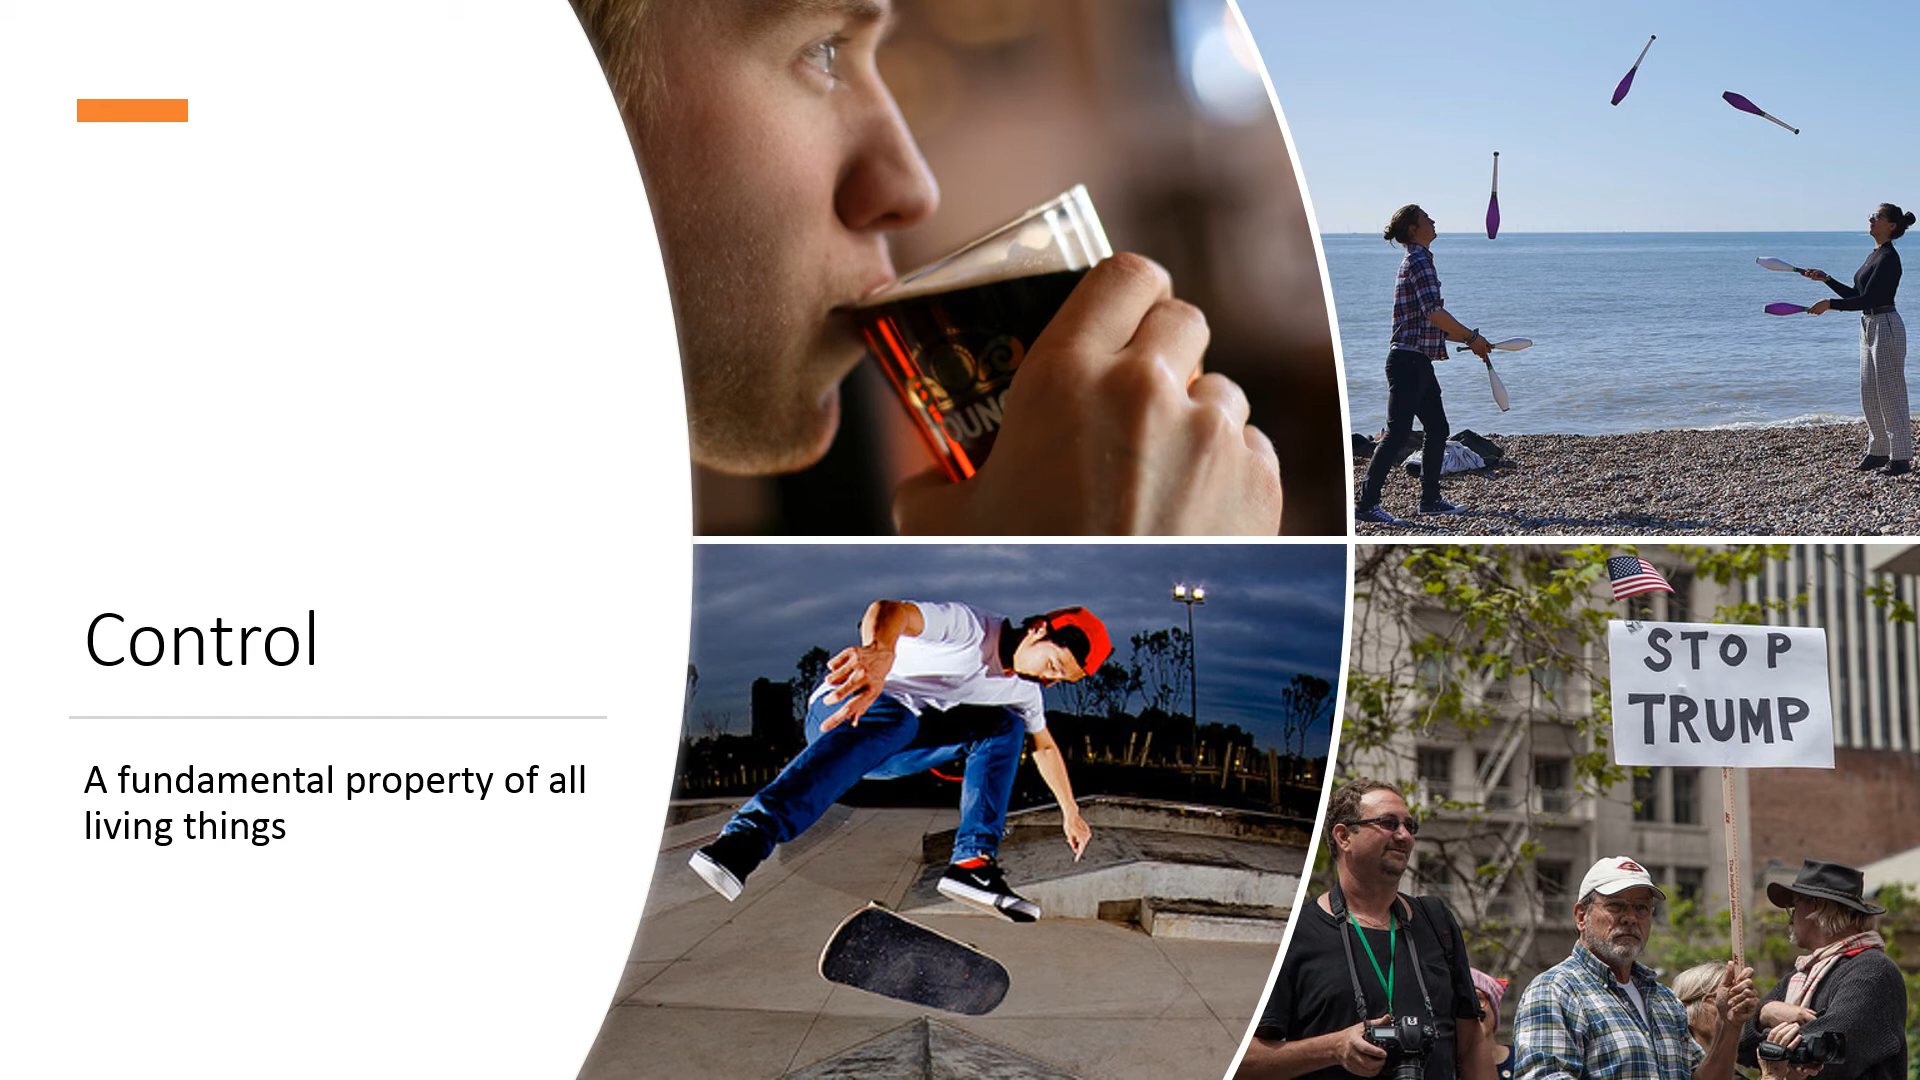 Control
A fundamental property of all
living things
STOP
TRUMP